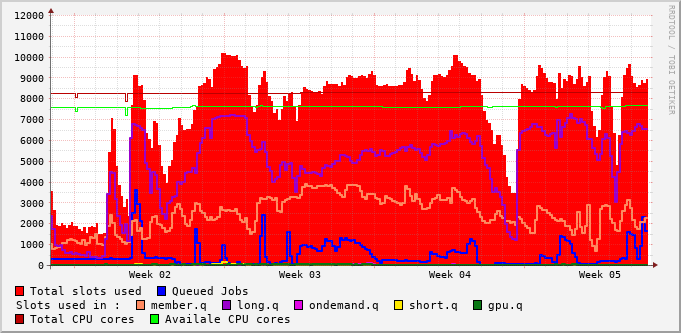 12000
11000
10000
9000
8000
7000
6000
5000
4000
3000
2000
1000
0
Week 02 Week 03 Week 04 Week 05
RRDTOOL / TOBI OETIKER
Total slots used Queued Jobs
Slots used in : member.q long.q ondemand.q short.q gpu.q
Total CPU cores Availale CPU cores